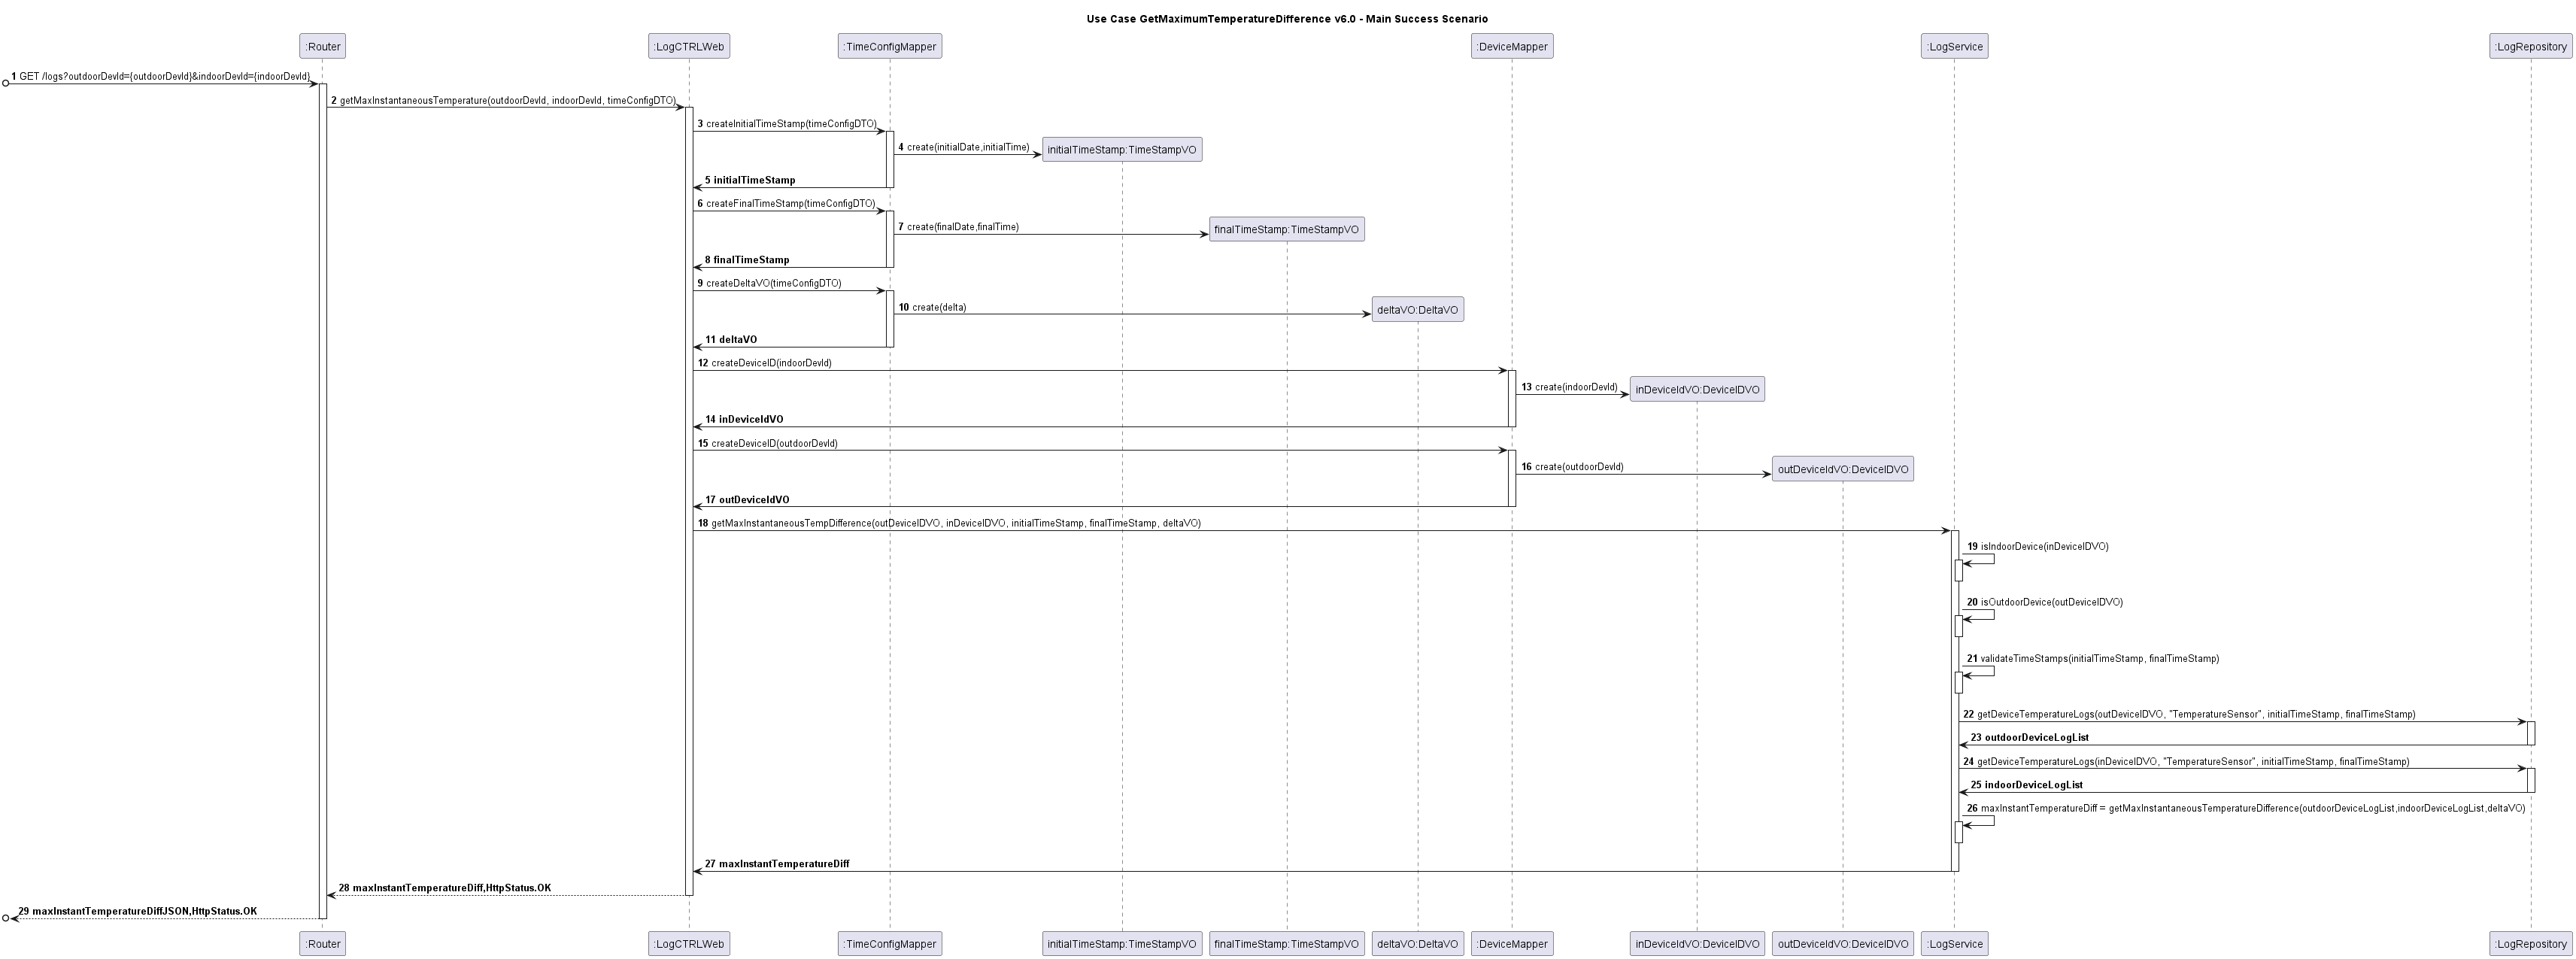 Use Case GetMaximumTemperatureDifference v6.0 - Main Success Scenario
:Router
:LogCTRLWeb
:TimeConfigMapper
:DeviceMapper
:LogService
:LogRepository
1 GET /logs?outdoorDevId={outdoorDevId}&indoorDevId={indoorDevId}
2 getMaxInstantaneousTemperature(outdoorDevId, indoorDevId, timeConfigDTO)
3 createInitialTimeStamp(timeConfigDTO)
4 create(initialDate,initialTime)
initialTimeStamp:TimeStampVO
5 initialTimeStamp
6 createFinalTimeStamp(timeConfigDTO)
7 create(finalDate,finalTime)
finalTimeStamp:TimeStampVO
8 finalTimeStamp
9 createDeltaVO(timeConfigDTO)
10 create(delta)
deltaVO:DeltaVO
11 deltaVO
12 createDeviceID(indoorDevId)
13 create(indoorDevId)
inDeviceIdVO:DeviceIDVO
14 inDeviceIdVO
15 createDeviceID(outdoorDevId)
16 create(outdoorDevId)
outDeviceIdVO:DeviceIDVO
17 outDeviceIdVO
18 getMaxInstantaneousTempDifference(outDeviceIDVO, inDeviceIDVO, initialTimeStamp, finalTimeStamp, deltaVO)
19 isIndoorDevice(inDeviceIDVO)
20 isOutdoorDevice(outDeviceIDVO)
21 validateTimeStamps(initialTimeStamp, finalTimeStamp)
22 getDeviceTemperatureLogs(outDeviceIDVO, "TemperatureSensor", initialTimeStamp, finalTimeStamp)
23 outdoorDeviceLogList
24 getDeviceTemperatureLogs(inDeviceIDVO, "TemperatureSensor", initialTimeStamp, finalTimeStamp)
25 indoorDeviceLogList
26 maxInstantTemperatureDiff = getMaxInstantaneousTemperatureDifference(outdoorDeviceLogList,indoorDeviceLogList,deltaVO)
27 maxInstantTemperatureDiff
28 maxInstantTemperatureDiff,HttpStatus.OK
29 maxInstantTemperatureDiffJSON,HttpStatus.OK
:Router
:LogCTRLWeb
:TimeConfigMapper
initialTimeStamp:TimeStampVO
finalTimeStamp:TimeStampVO
deltaVO:DeltaVO
:DeviceMapper
inDeviceIdVO:DeviceIDVO
outDeviceIdVO:DeviceIDVO
:LogService
:LogRepository